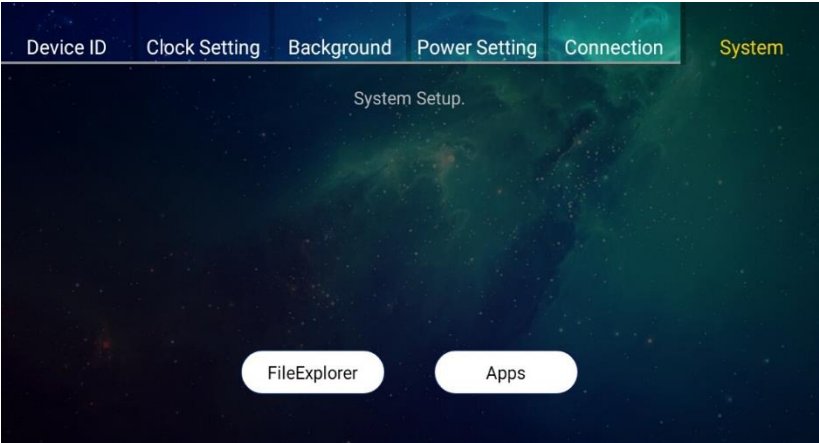 Device ID Clock Setting Background Power Setting Connection System
System Setup.
FileExplorer Apps